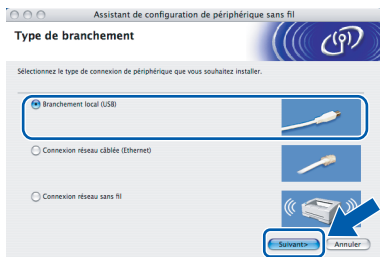 Assistant de configuration de périphérique sans fil
Type de branchement
Sélectionnez le type de connexion de périphérique que vous souhaitez installer.
Branchement local (USB)
Connexion réseau câblée (Ethernet)
Connexion réseau sans fil
Suivant> Annuler